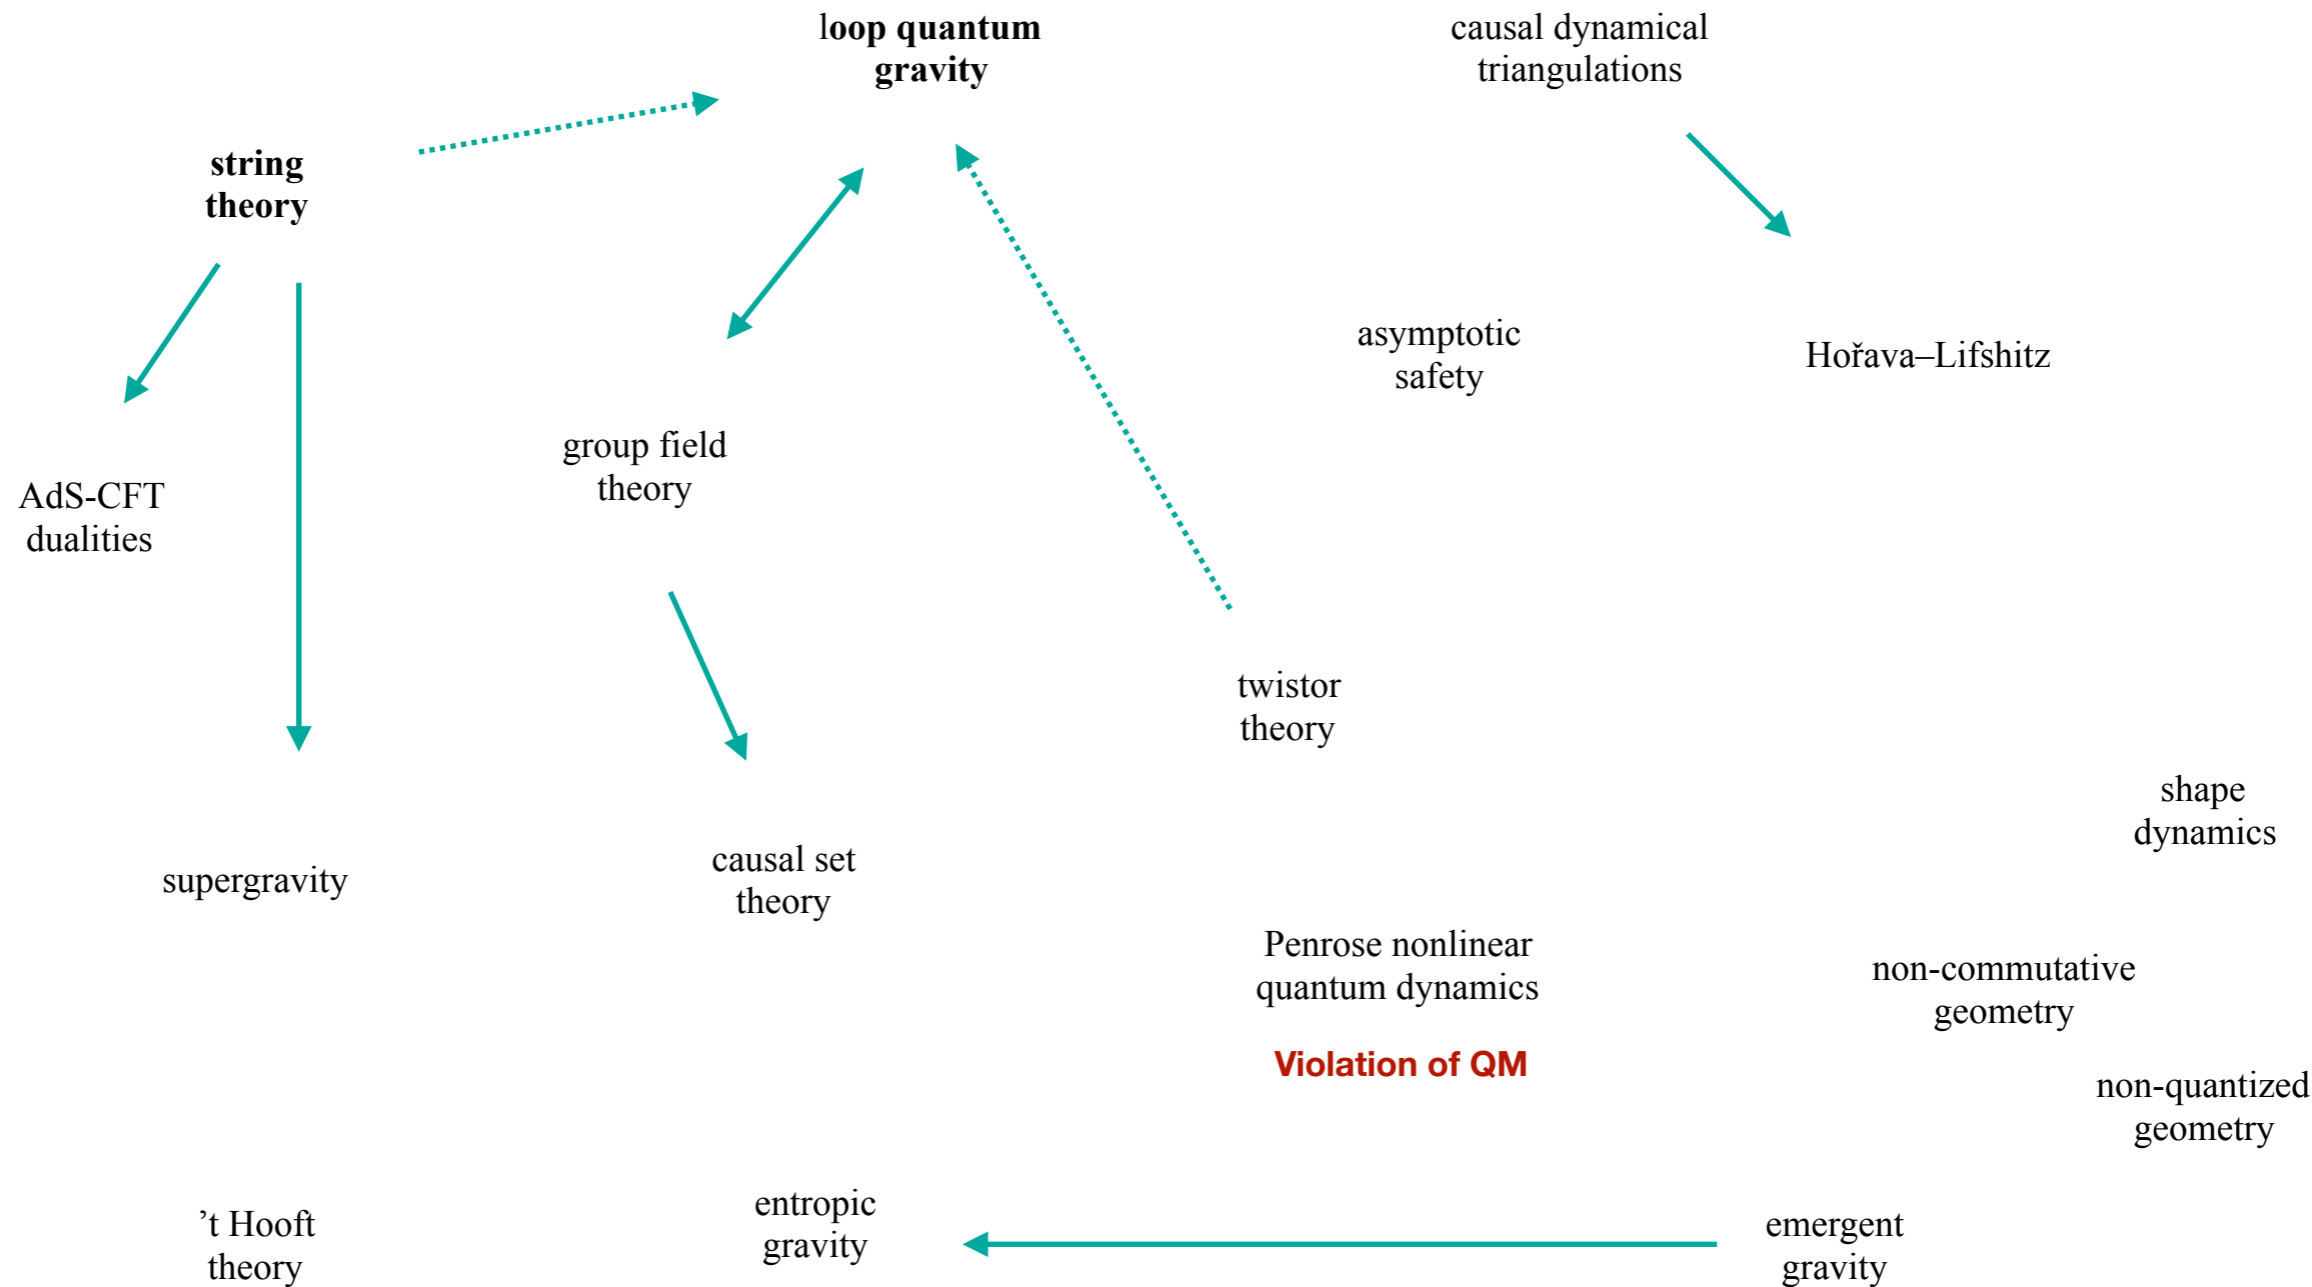 loop quantum
gravity
causal dynamical
triangulations
string
theory
asymptotic
safety
Hořava–Lifshitz
group field
theory
AdS-CFT
dualities
twistor
theory
shape
dynamics
supergravity
causal set
theory
Penrose nonlinear
quantum dynamics
Violation of QM
non-commutative
geometry
non-quantized
geometry
’t Hooft
theory
entropic
gravity
emergent
gravity